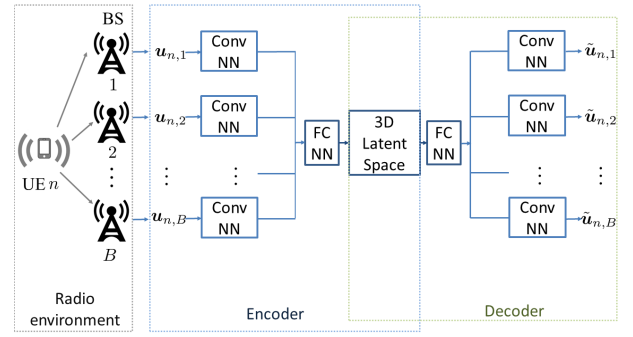 BS
1
2
⋮
B
UE n
Radio
environment
u_{n,1}
u_{n,2}
⋮
u_{n,B}
Conv
NN
Conv
NN
⋮
Conv
NN
FC
NN
Encoder
3D
Latent
Space
FC
NN
Conv
NN
Conv
NN
⋮
Conv
NN
ũ_{n,1}
ũ_{n,2}
⋮
ũ_{n,B}
Decoder